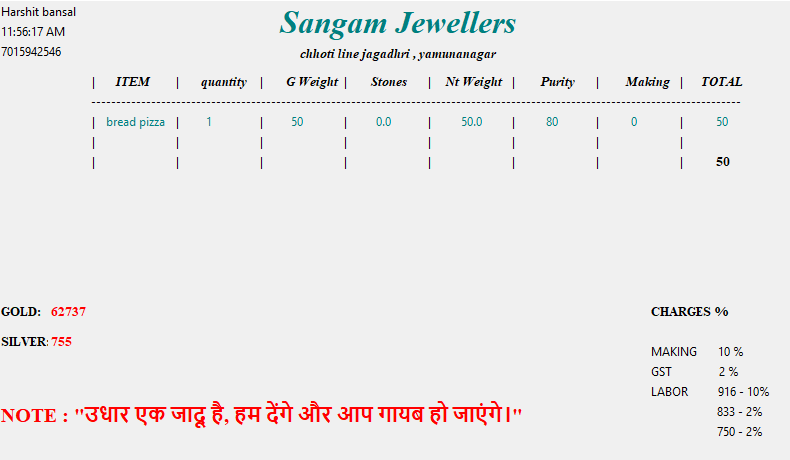 Harshit bansal
Sangam Jewellers
11:56:17 AM
7015942546
chhoti line jagadhri , yamunanagar
| ITEM | quantity | G Weight | Stones | Nt Weight | Purity | Making | TOTAL
--------------------------------------------------------------------------------
| bread pizza | 1 | 50 | 0.0 | 50.0 | 80 | 0 | 50
| | | | | | | |
| | | | | | | | 50
GOLD: 62737 CHARGES %
SILVER: 755
MAKING 10 %
GST 2 %
LABOR 916 - 10%
833 - 2%
750 - 2%
NOTE : "उधार एक जादू है, हम देंगे और आप गायब हो जाएंगे।"